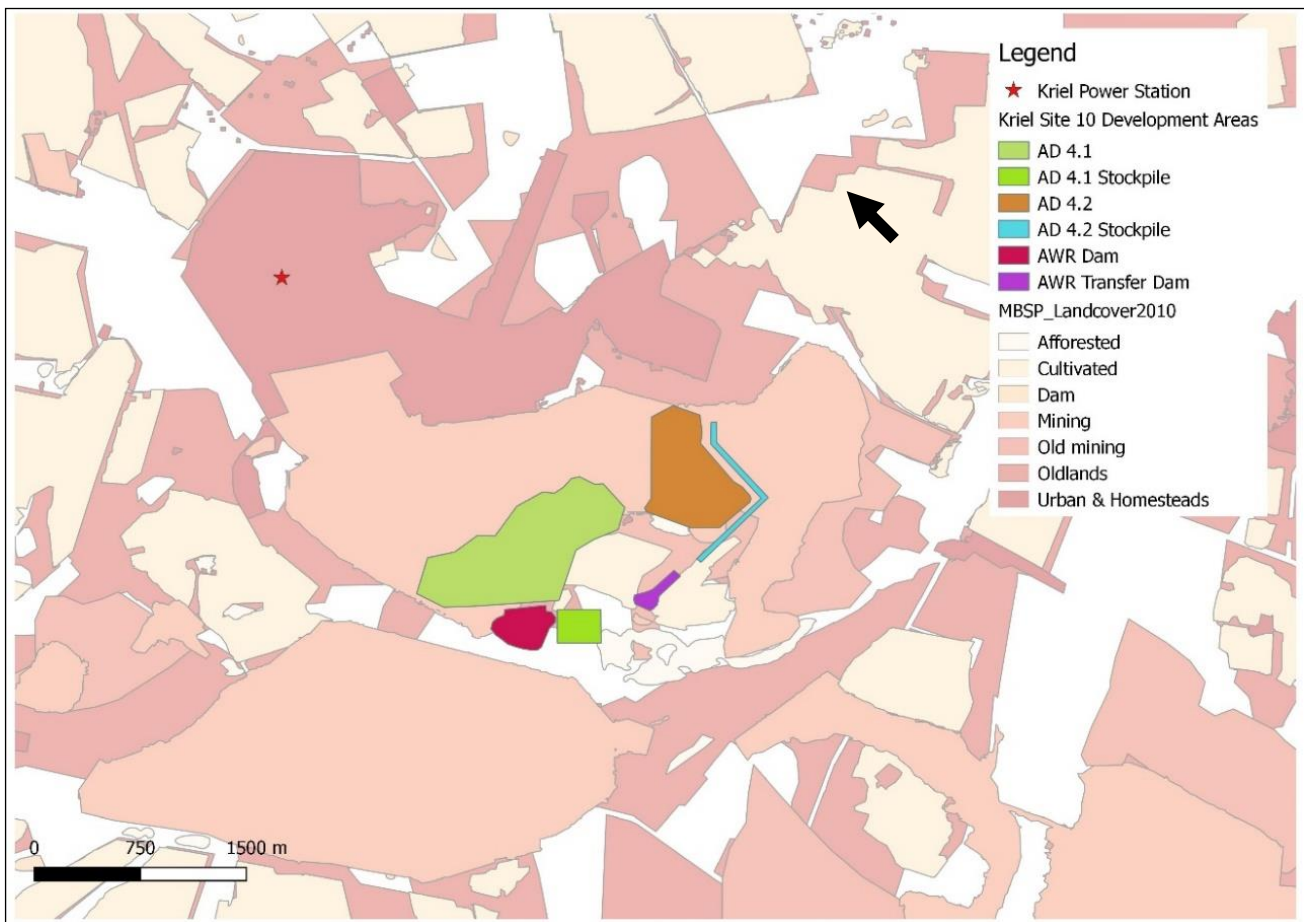 Legend
Kriel Power Station
Kriel Site 10 Development Areas
AD 4.1
AD 4.1 Stockpile
AD 4.2
AD 4.2 Stockpile
AWR Dam
AWR Transfer Dam
MBSP_Landcover2010
Afforested
Cultivated
Dam
Mining
Old mining
Oldlands
Urban & Homesteads
0 750 1500 m